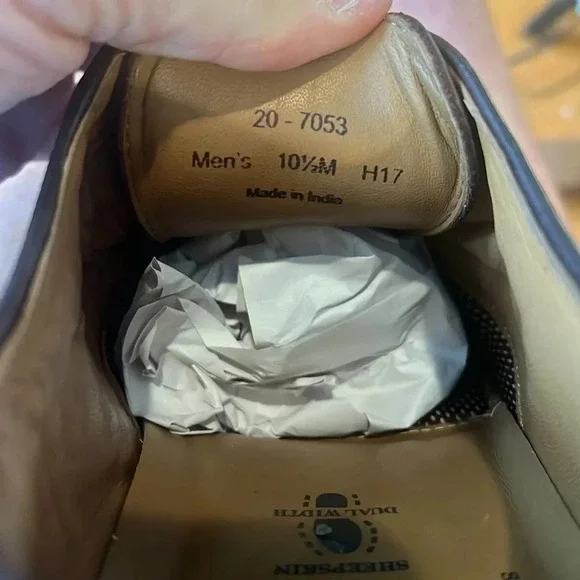 20 - 7053
Men's 10½M H17
Made in India
DUAL WIDTH
SHEEPSKIN